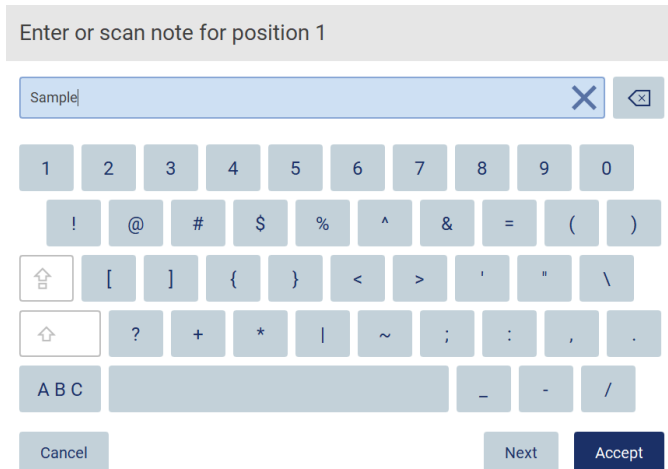 Enter or scan note for position 1
Sample
1 2 3 4 5 6 7 8 9 0
! @ # $ % ^ & = ( )
[ ] { } < > ' " \
? + * | ~ ; : , .
A B C _ - /
Cancel Next Accept